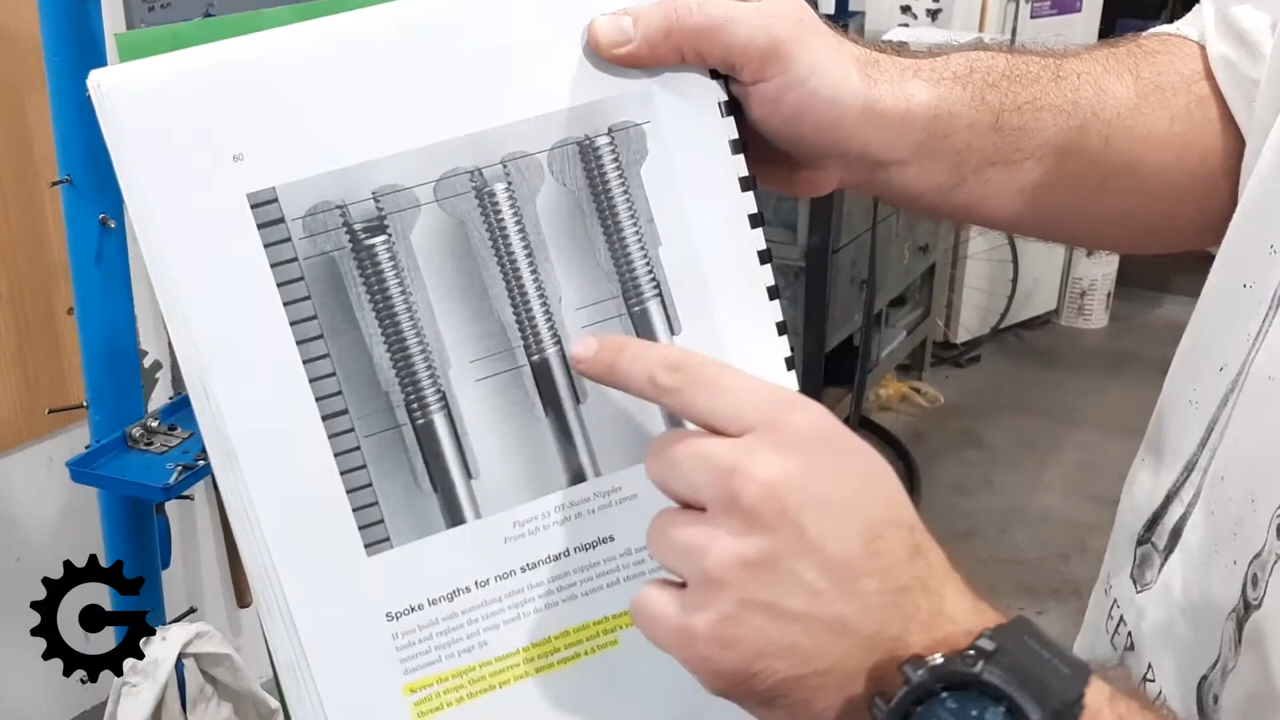 60
Figure 53 DT-Swiss Nipples
From left to right 16, 14 and 12mm
Spoke lengths for non standard nipples
If you build with something other than 12mm nipples you will
tools and replace the 12mm nipples with those you intend to use.
internal nipples and may need to do this with 14mm and 16mm
discussed on page 59
Screw the nipple you intend to build with onto each
until it stops, then unscrew the nipple 2mm and that's
thread is 56 threads per inch, 2mm equals 4.5 turns
G